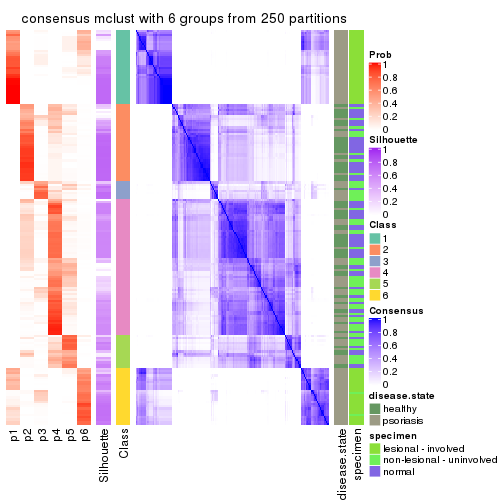 consensus mclust with 6 groups from 250 partitions
Prob
1
0.8
0.6
0.4
0.2
0
Silhouette
1
0.8
0.6
0.4
0.2
0
Class
1
2
3
4
5
6
Consensus
1
0.8
0.6
0.4
0.2
0
disease.state
healthy
psoriasis
specimen
lesional - involved
non-lesional - uninvolved
normal
p1
p2
p3
p4
p5
p6
Silhouette
Class
disease.state
specimen